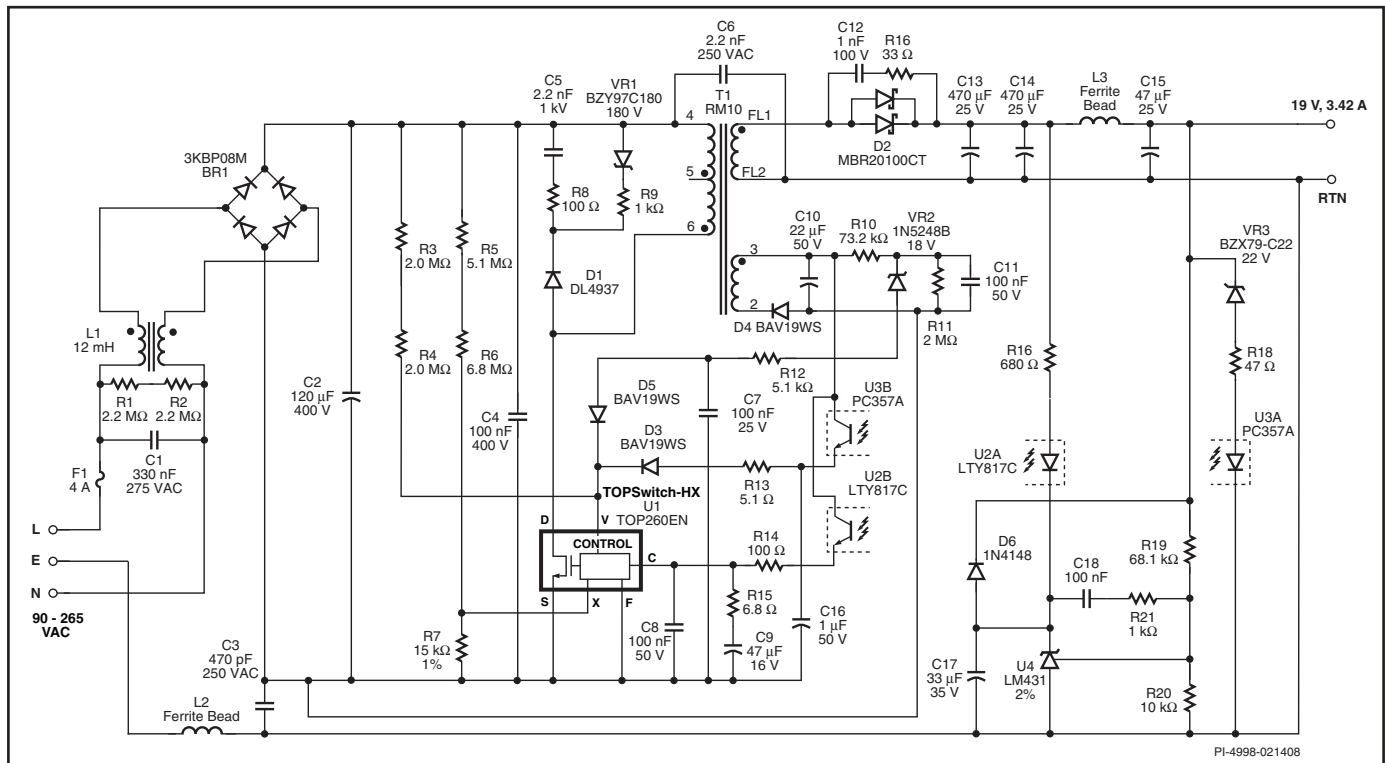 C6
2.2 nF
250 VAC
C12
1 nF
100 V
R16
33 Ω
C5
2.2 nF
1 kV
VR1
BZY97C180
180 V
T1
RM10
C13
470 µF
25 V
C14
470 µF
25 V
L3
Ferrite
Bead
C15
47 µF
25 V
19 V, 3.42 A
4
FL1
D2
MBR20100CT
3KBP08M
BR1
5
FL2
RTN
R8
100 Ω
R9
1 kΩ
6
C10
22 µF
50 V
R10
73.2 kΩ
VR2
1N5248B
18 V
VR3
BZX79-C22
22 V
R3
2.0 MΩ
R5
5.1 MΩ
3
D1
DL4937
C11
100 nF
50 V
2
D4 BAV19WS
R11
2 MΩ
L1
12 mH
R4
2.0 MΩ
R6
6.8 MΩ
R16
680 Ω
R18
47 Ω
R12
5.1 kΩ
C2
120 µF
400 V
D5
BAV19WS
C7
100 nF
25 V
U3B
PC357A
R1
2.2 MΩ
R2
2.2 MΩ
C4
100 nF
400 V
U3A
PC357A
D3
BAV19WS
C1
330 nF
275 VAC
F1
4 A
U2A
LTY817C
R13
5.1 Ω
U2B
LTY817C
TOPSwitch-HX
U1
TOP260EN
L
D
V
CONTROL
C
R14
100 Ω
D6
1N4148
R19
68.1 kΩ
E
C18
100 nF
N
S
X
F
R15
6.8 Ω
R21
1 kΩ
90 - 265
VAC
C16
1 µF
50 V
C3
470 pF
250 VAC
R7
15 kΩ
1%
C8
100 nF
50 V
C9
47 µF
16 V
C17
33 µF
35 V
U4
LM431
2%
R20
10 kΩ
L2
Ferrite Bead
PI-4998-021408